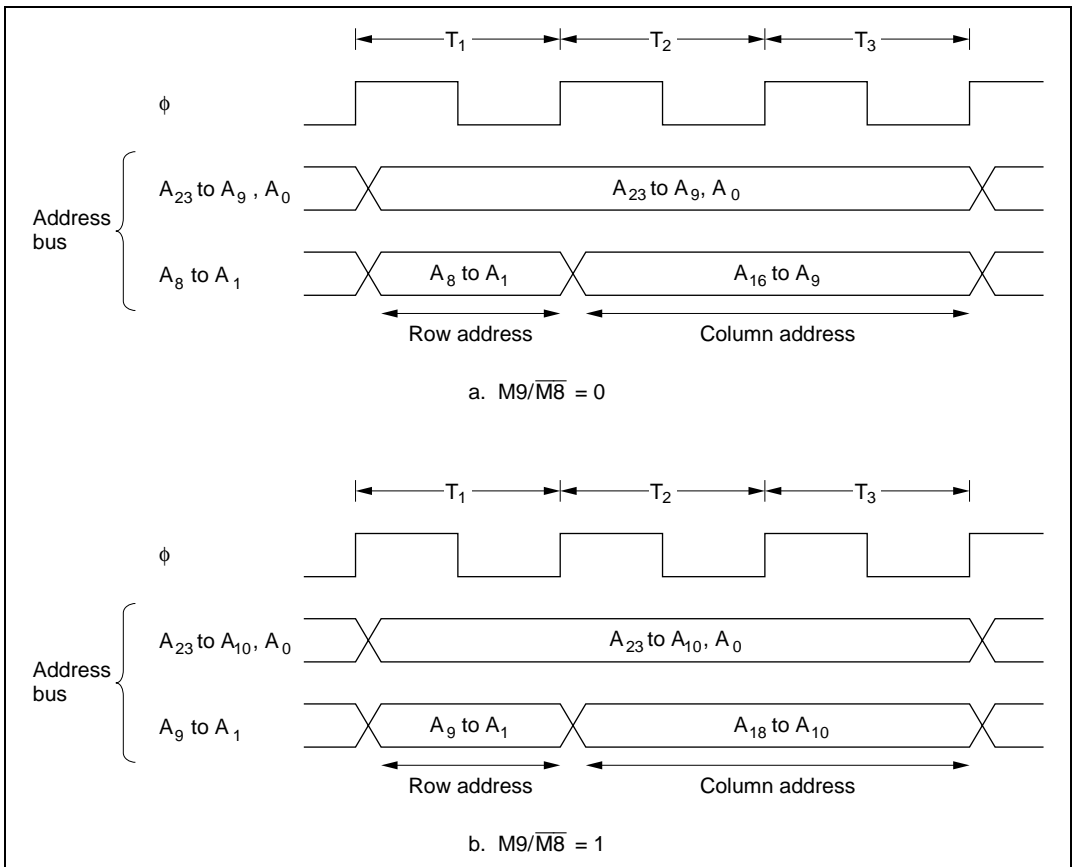 T₁ T₂ T₃
ϕ
Address bus
A₂₃ to A₉ , A₀ A₂₃ to A₉, A₀
A₈ to A₁ A₈ to A₁ A₁₆ to A₉
Row address Column address
a. M9/M̅8̅ = 0
T₁ T₂ T₃
ϕ
Address bus
A₂₃ to A₁₀, A₀ A₂₃ to A₁₀, A₀
A₉ to A₁ A₉ to A₁ A₁₈ to A₁₀
Row address Column address
b. M9/M̅8̅ = 1